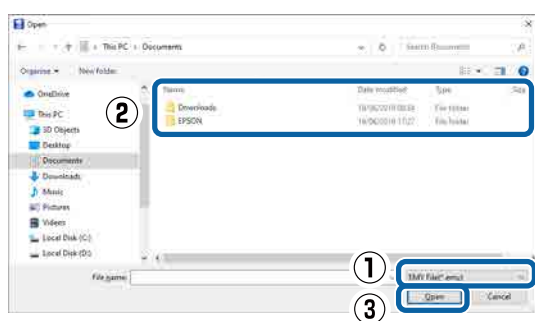 Open
This PC > Documents
Search Documents
Organise New folder
OneDrive
This PC
3D Objects
Desktop
Documents
Downloads
Music
Pictures
Videos
Local Disk (C:)
Local Disk (D:)
②
Name Date modified Type Size
Downloads File folder
EPSON File folder
File name:
①
③
Open Cancel